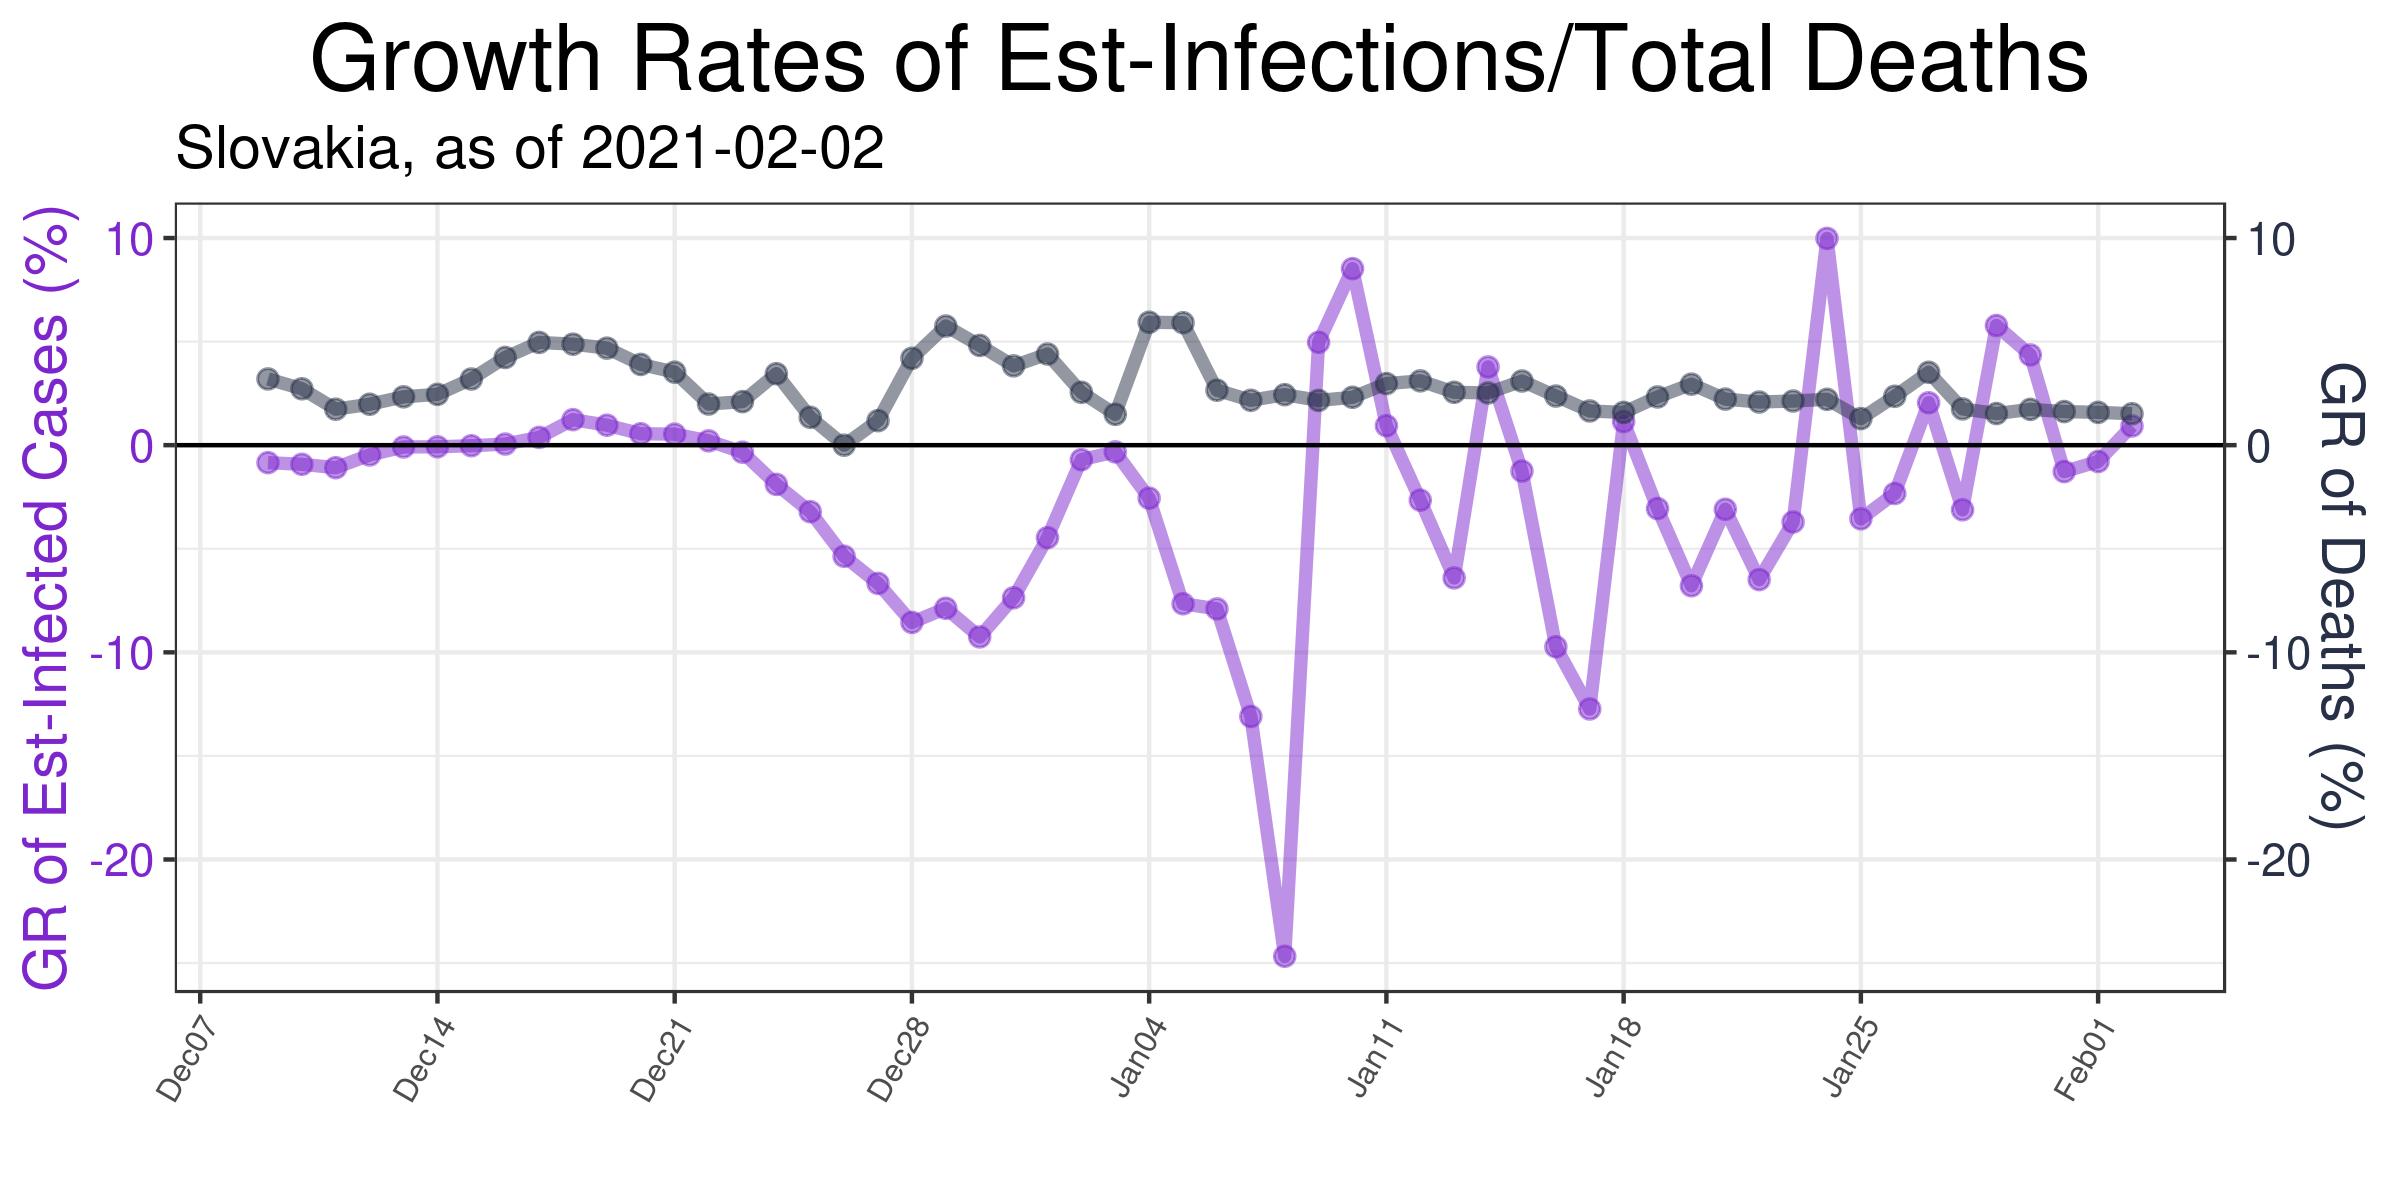 Growth Rates of Est-Infections/Total Deaths
Slovakia, as of 2021-02-02
GR of Est-Infected Cases (%)
10
0
-10
-20
10
0
-10
-20
GR of Deaths (%)
Dec07
Dec14
Dec21
Dec28
Jan04
Jan11
Jan18
Jan25
Feb01